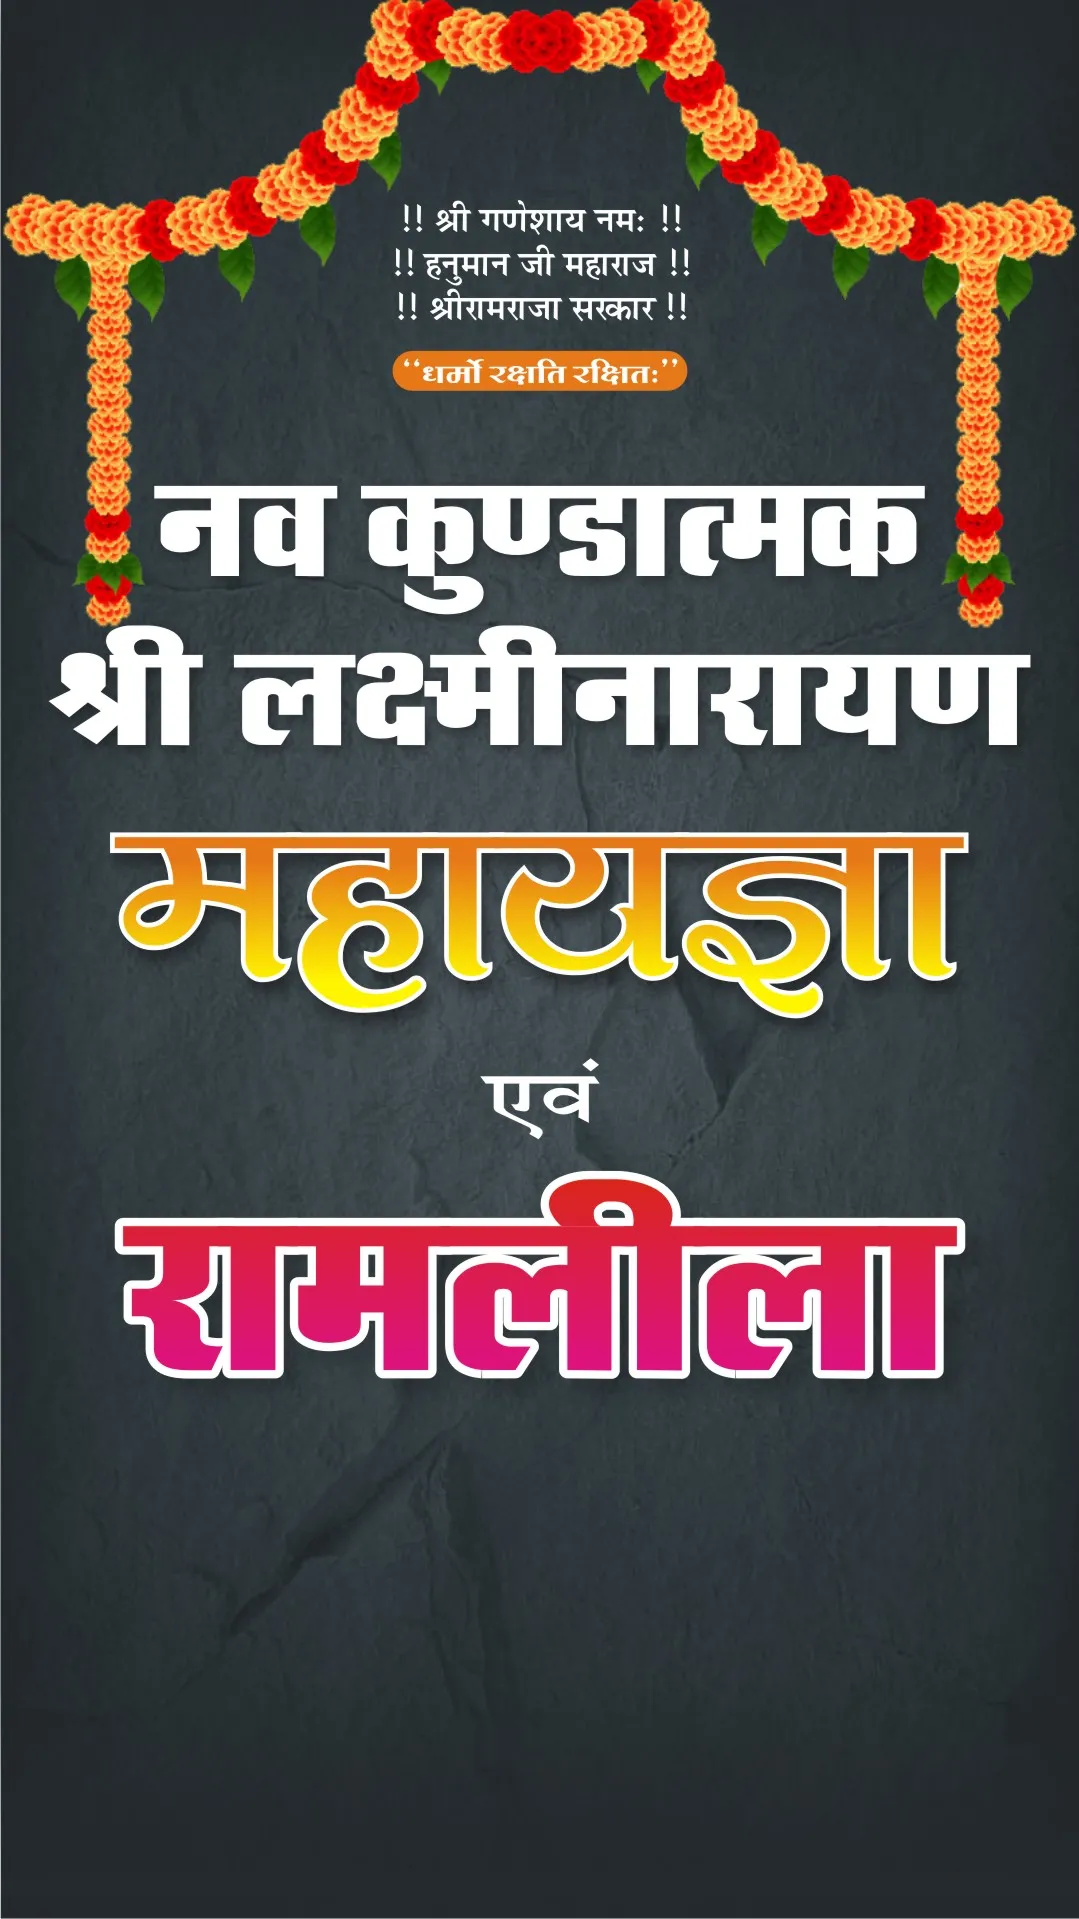 !! श्री गणेशाय नमः !!
!! हनुमान जी महाराज !!
!! श्रीरामराजा सरकार !!
‘‘धर्मो रक्षति रक्षितः’’
नव कुण्डात्मक
श्री लक्ष्मीनारायण
महायज्ञ
एवं
रामलीला